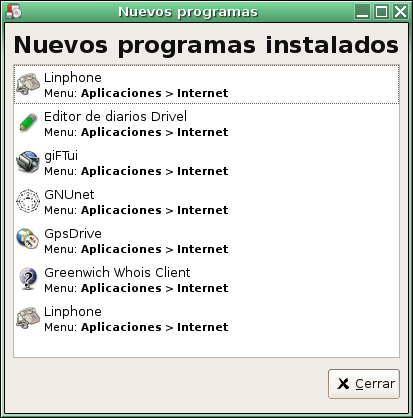 Nuevos programas
Nuevos programas instalados
Linphone
Menu: Aplicaciones > Internet
Editor de diarios Drivel
Menu: Aplicaciones > Internet
giFTui
Menu: Aplicaciones > Internet
GNUnet
Menu: Aplicaciones > Internet
GpsDrive
Menu: Aplicaciones > Internet
Greenwich Whois Client
Menu: Aplicaciones > Internet
Linphone
Menu: Aplicaciones > Internet
Cerrar